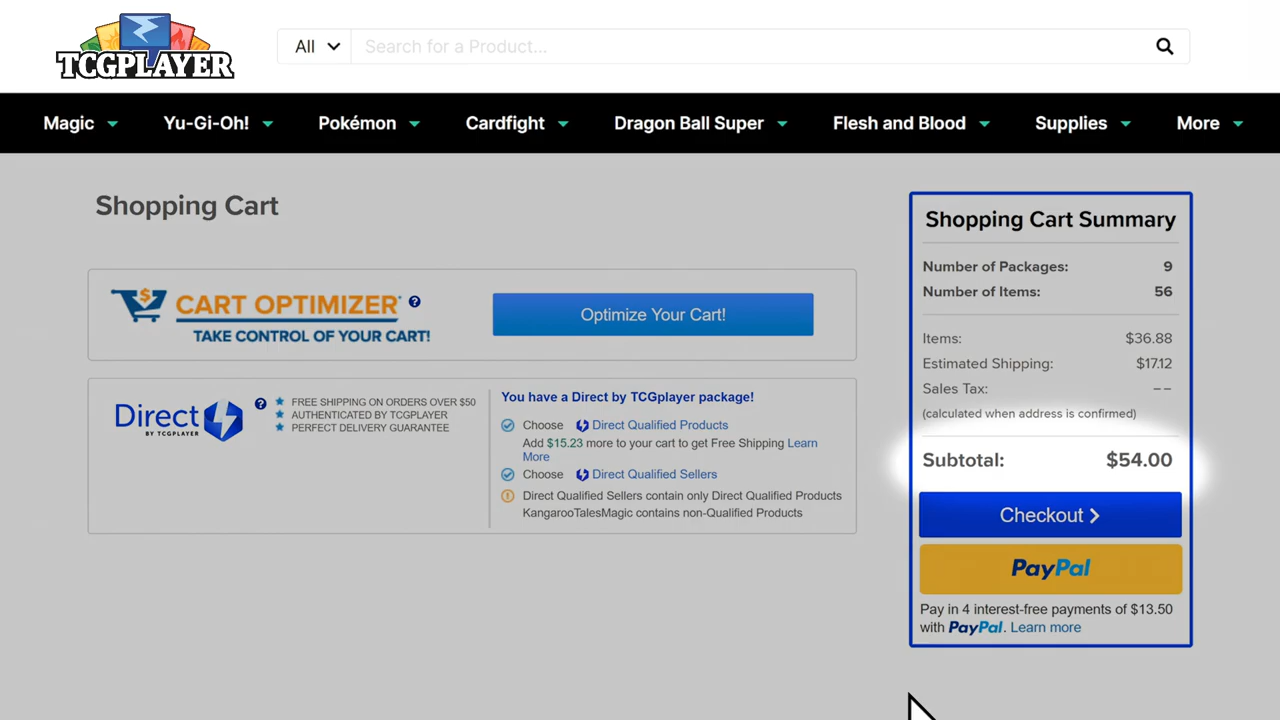 TCGPLAYER
All
Search for a Product...
Magic
Yu-Gi-Oh!
Pokémon
Cardfight
Dragon Ball Super
Flesh and Blood
Supplies
More
Shopping Cart
CART OPTIMIZER ?
TAKE CONTROL OF YOUR CART!
Optimize Your Cart!
Direct
BY TCGPLAYER
?
FREE SHIPPING ON ORDERS OVER $50
AUTHENTICATED BY TCGPLAYER
PERFECT DELIVERY GUARANTEE
You have a Direct by TCGplayer package!
Choose Direct Qualified Products
Add $15.23 more to your cart to get Free Shipping Learn
More
Choose Direct Qualified Sellers
Direct Qualified Sellers contain only Direct Qualified Products
KangarooTalesMagic contains non-Qualified Products
Shopping Cart Summary
Number of Packages: 9
Number of Items: 56
Items: $36.88
Estimated Shipping: $17.12
Sales Tax: – –
(calculated when address is confirmed)
Subtotal: $54.00
Checkout
PayPal
Pay in 4 interest-free payments of $13.50
with PayPal. Learn more